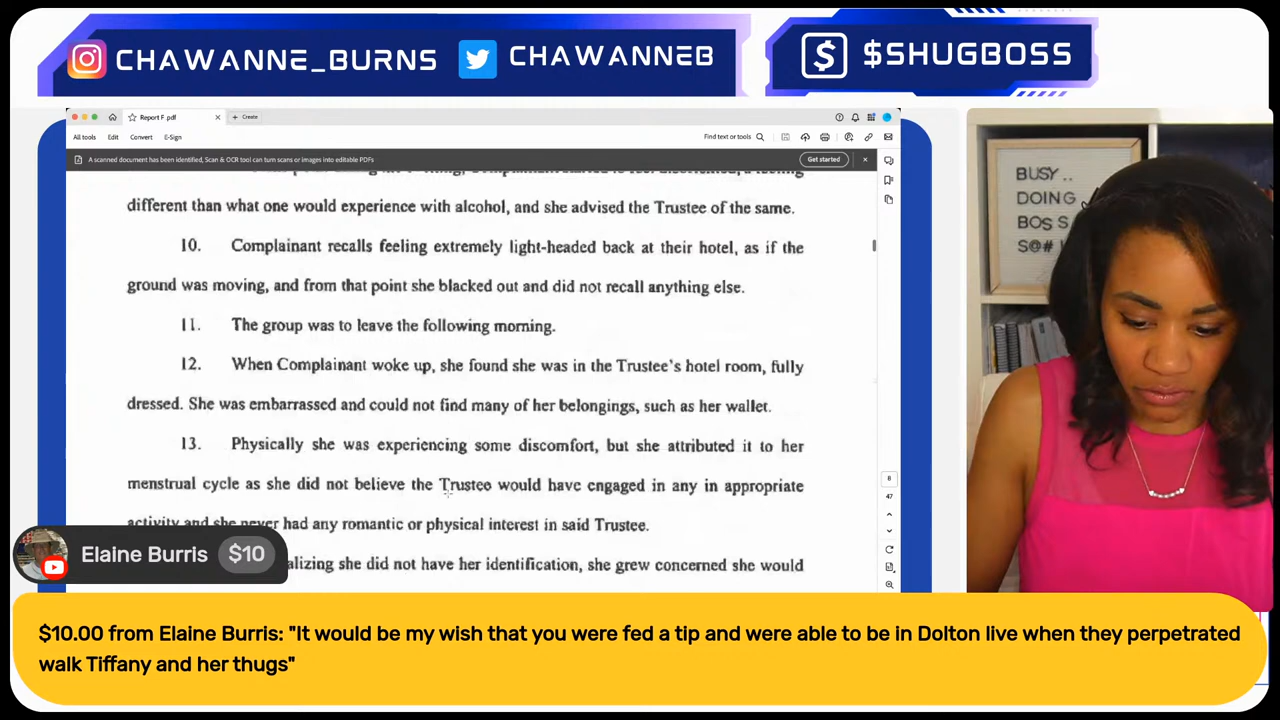 CHAWANNE_BURNS
CHAWANNEB
$SHUGBOSS
Report F.pdf
Create
All tools Edit Convert E-Sign
Find text or tools
A scanned document has been identified, Scan & OCR tool can turn scans or images into editable PDFs
Get started
different than what one would experience with alcohol, and she advised the Trustee of the same.
10. Complainant recalls feeling extremely light-headed back at their hotel, as if the
ground was moving, and from that point she blacked out and did not recall anything else.
11. The group was to leave the following morning.
12. When Complainant woke up, she found she was in the Trustee's hotel room, fully
dressed. She was embarrassed and could not find many of her belongings, such as her wallet.
13. Physically she was experiencing some discomfort, but she attributed it to her
menstrual cycle as she did not believe the Trustee would have engaged in any in appropriate
activity and she never had any romantic or physical interest in said Trustee.
alizing she did not have her identification, she grew concerned she would
8
47
BUSY..
DOING
BOSS
S@#
Elaine Burris $10
$10.00 from Elaine Burris: "It would be my wish that you were fed a tip and were able to be in Dolton live when they perpetrated
walk Tiffany and her thugs"